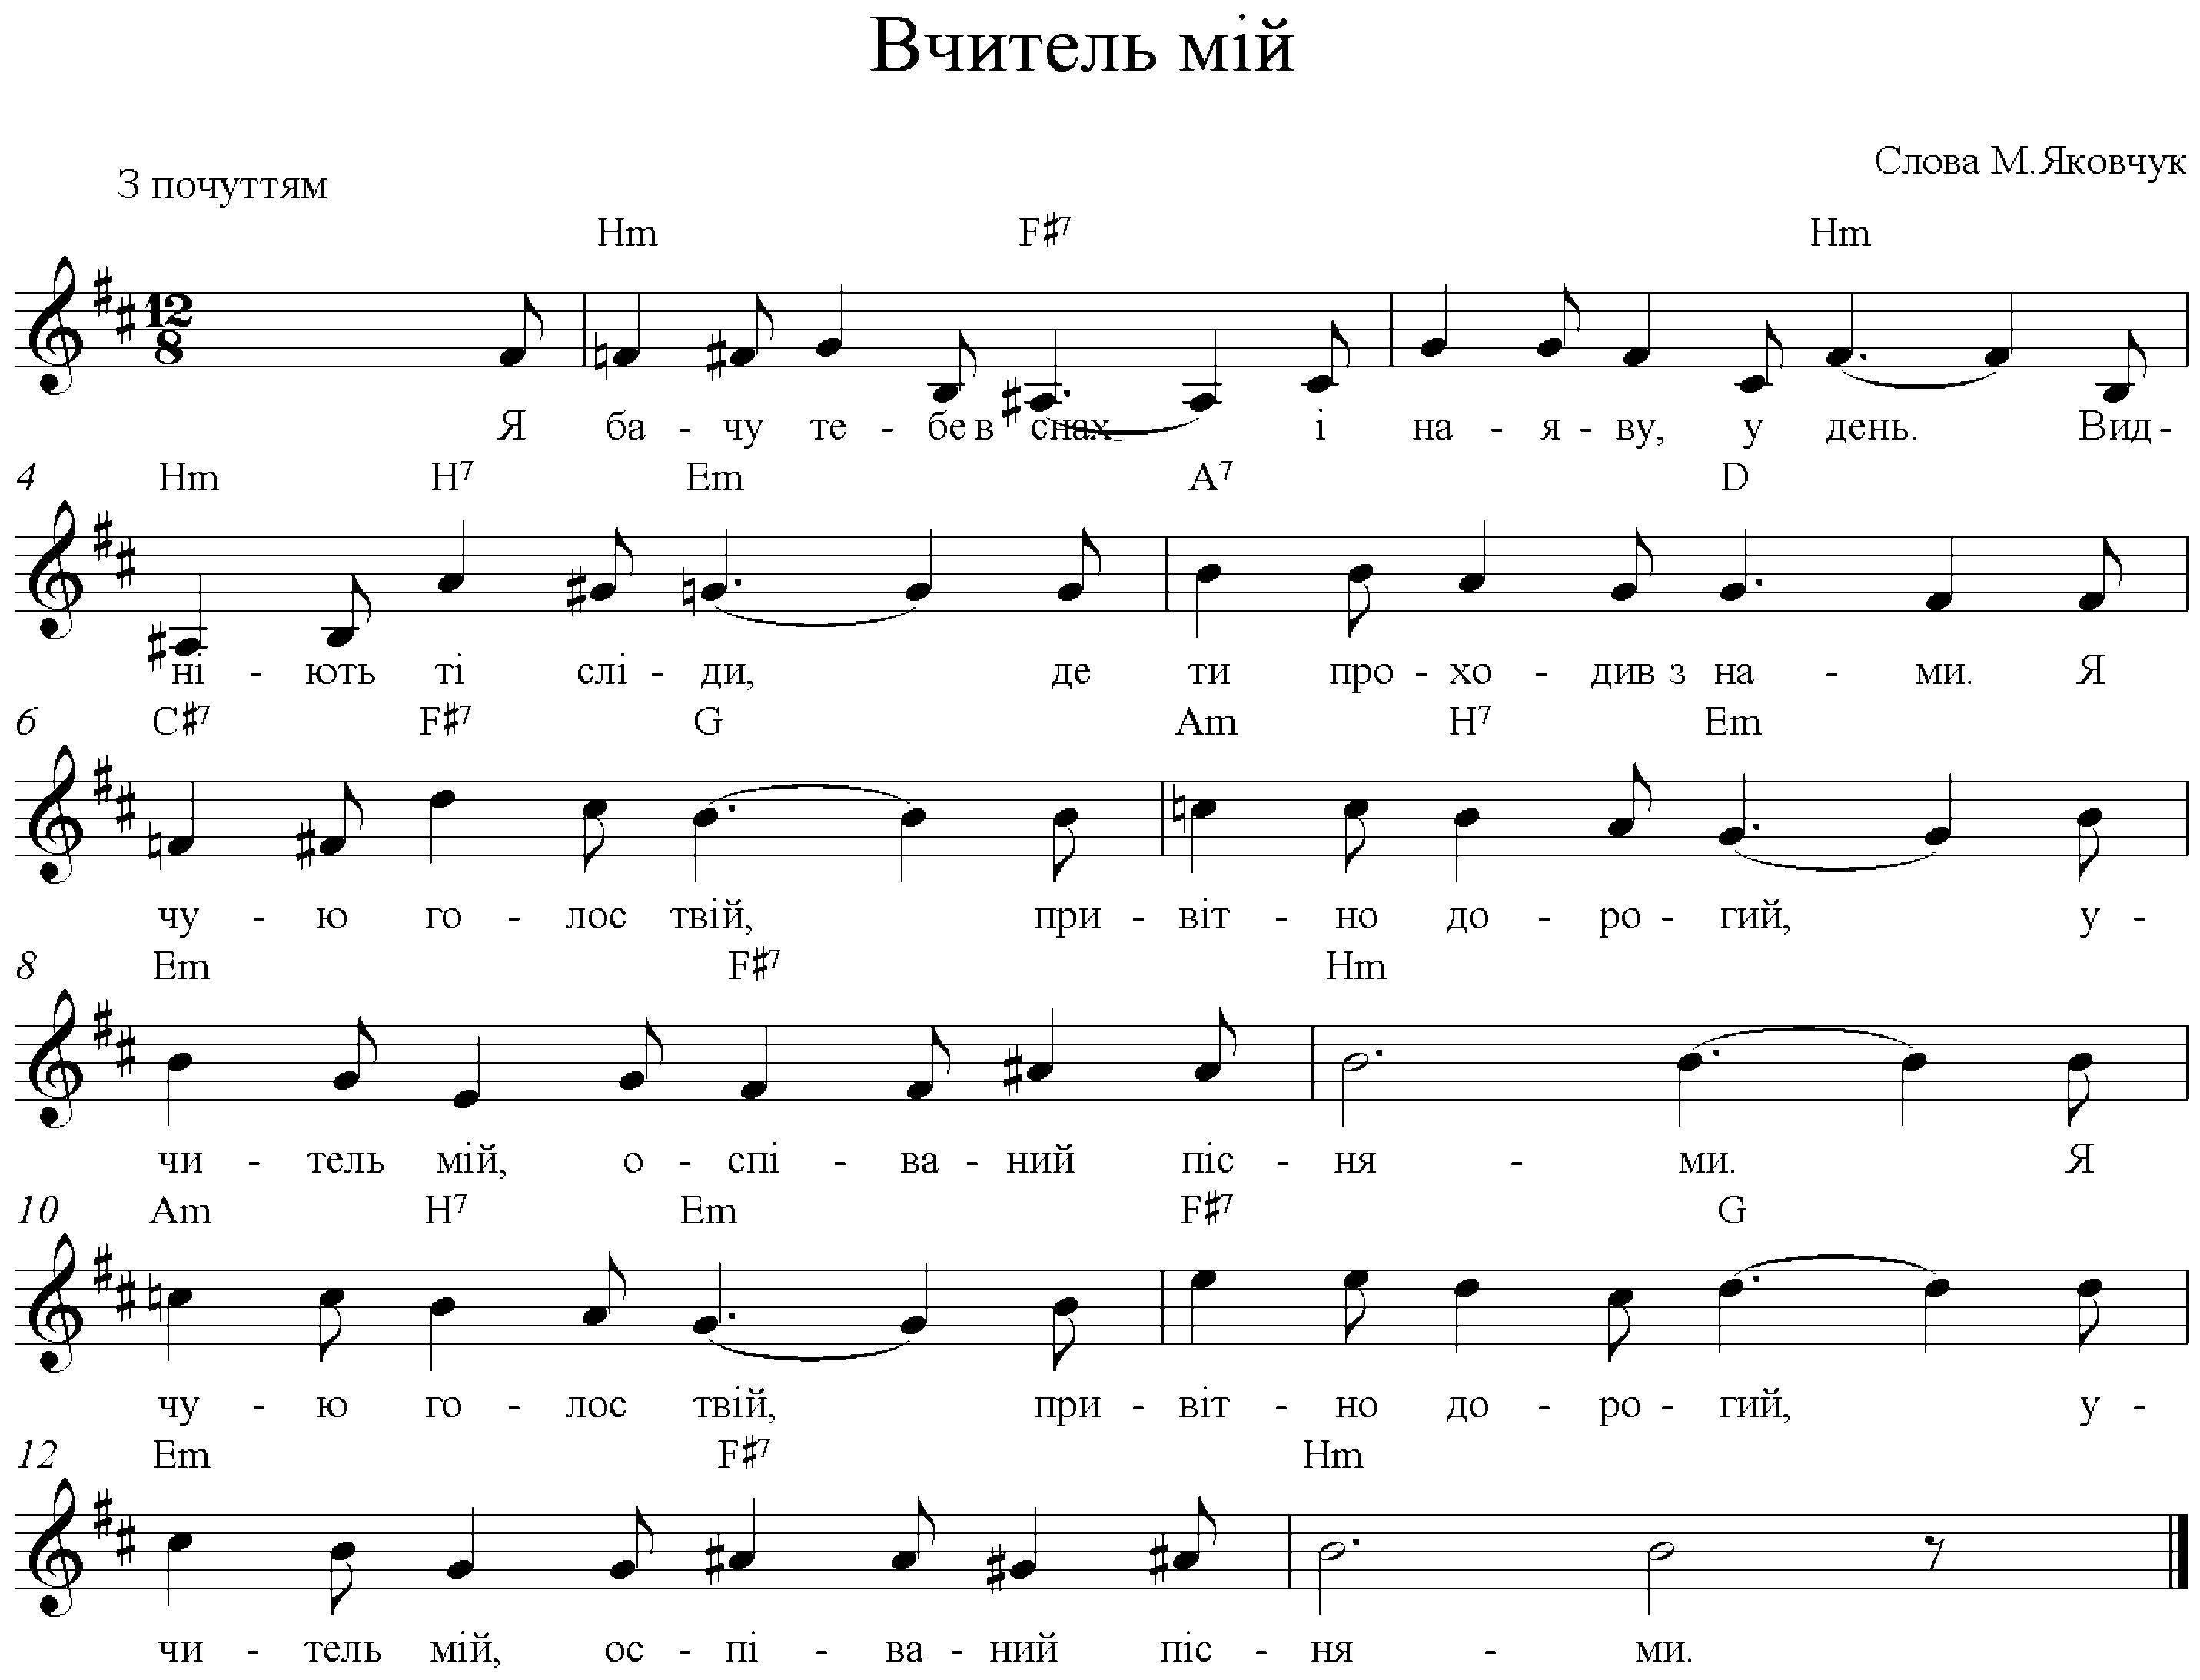 Вчитель мій
Слова М.Яковчук
З почуттям
Hm F♯7 Hm
12
8
Я ба - чу те - бе в снах_ і на - я - ву, у день. Вид -
4 Hm H7 Em A7 D
ні - ють ті слі - ди, де ти про - хо - див з на - ми. Я
6 C♯7 F♯7 G Am H7 Em
чу - ю го - лос твій, при - віт - но до - ро - гий, у -
8 Em F♯7 Hm
чи - тель мій, о - спі - ва - ний піс - ня - ми. Я
10 Am H7 Em F♯7 G
чу - ю го - лос твій, при - віт - но до - ро - гий, у -
12 Em F♯7 Hm
чи - тель мій, ос - пі - ва - ний піс - ня - ми.